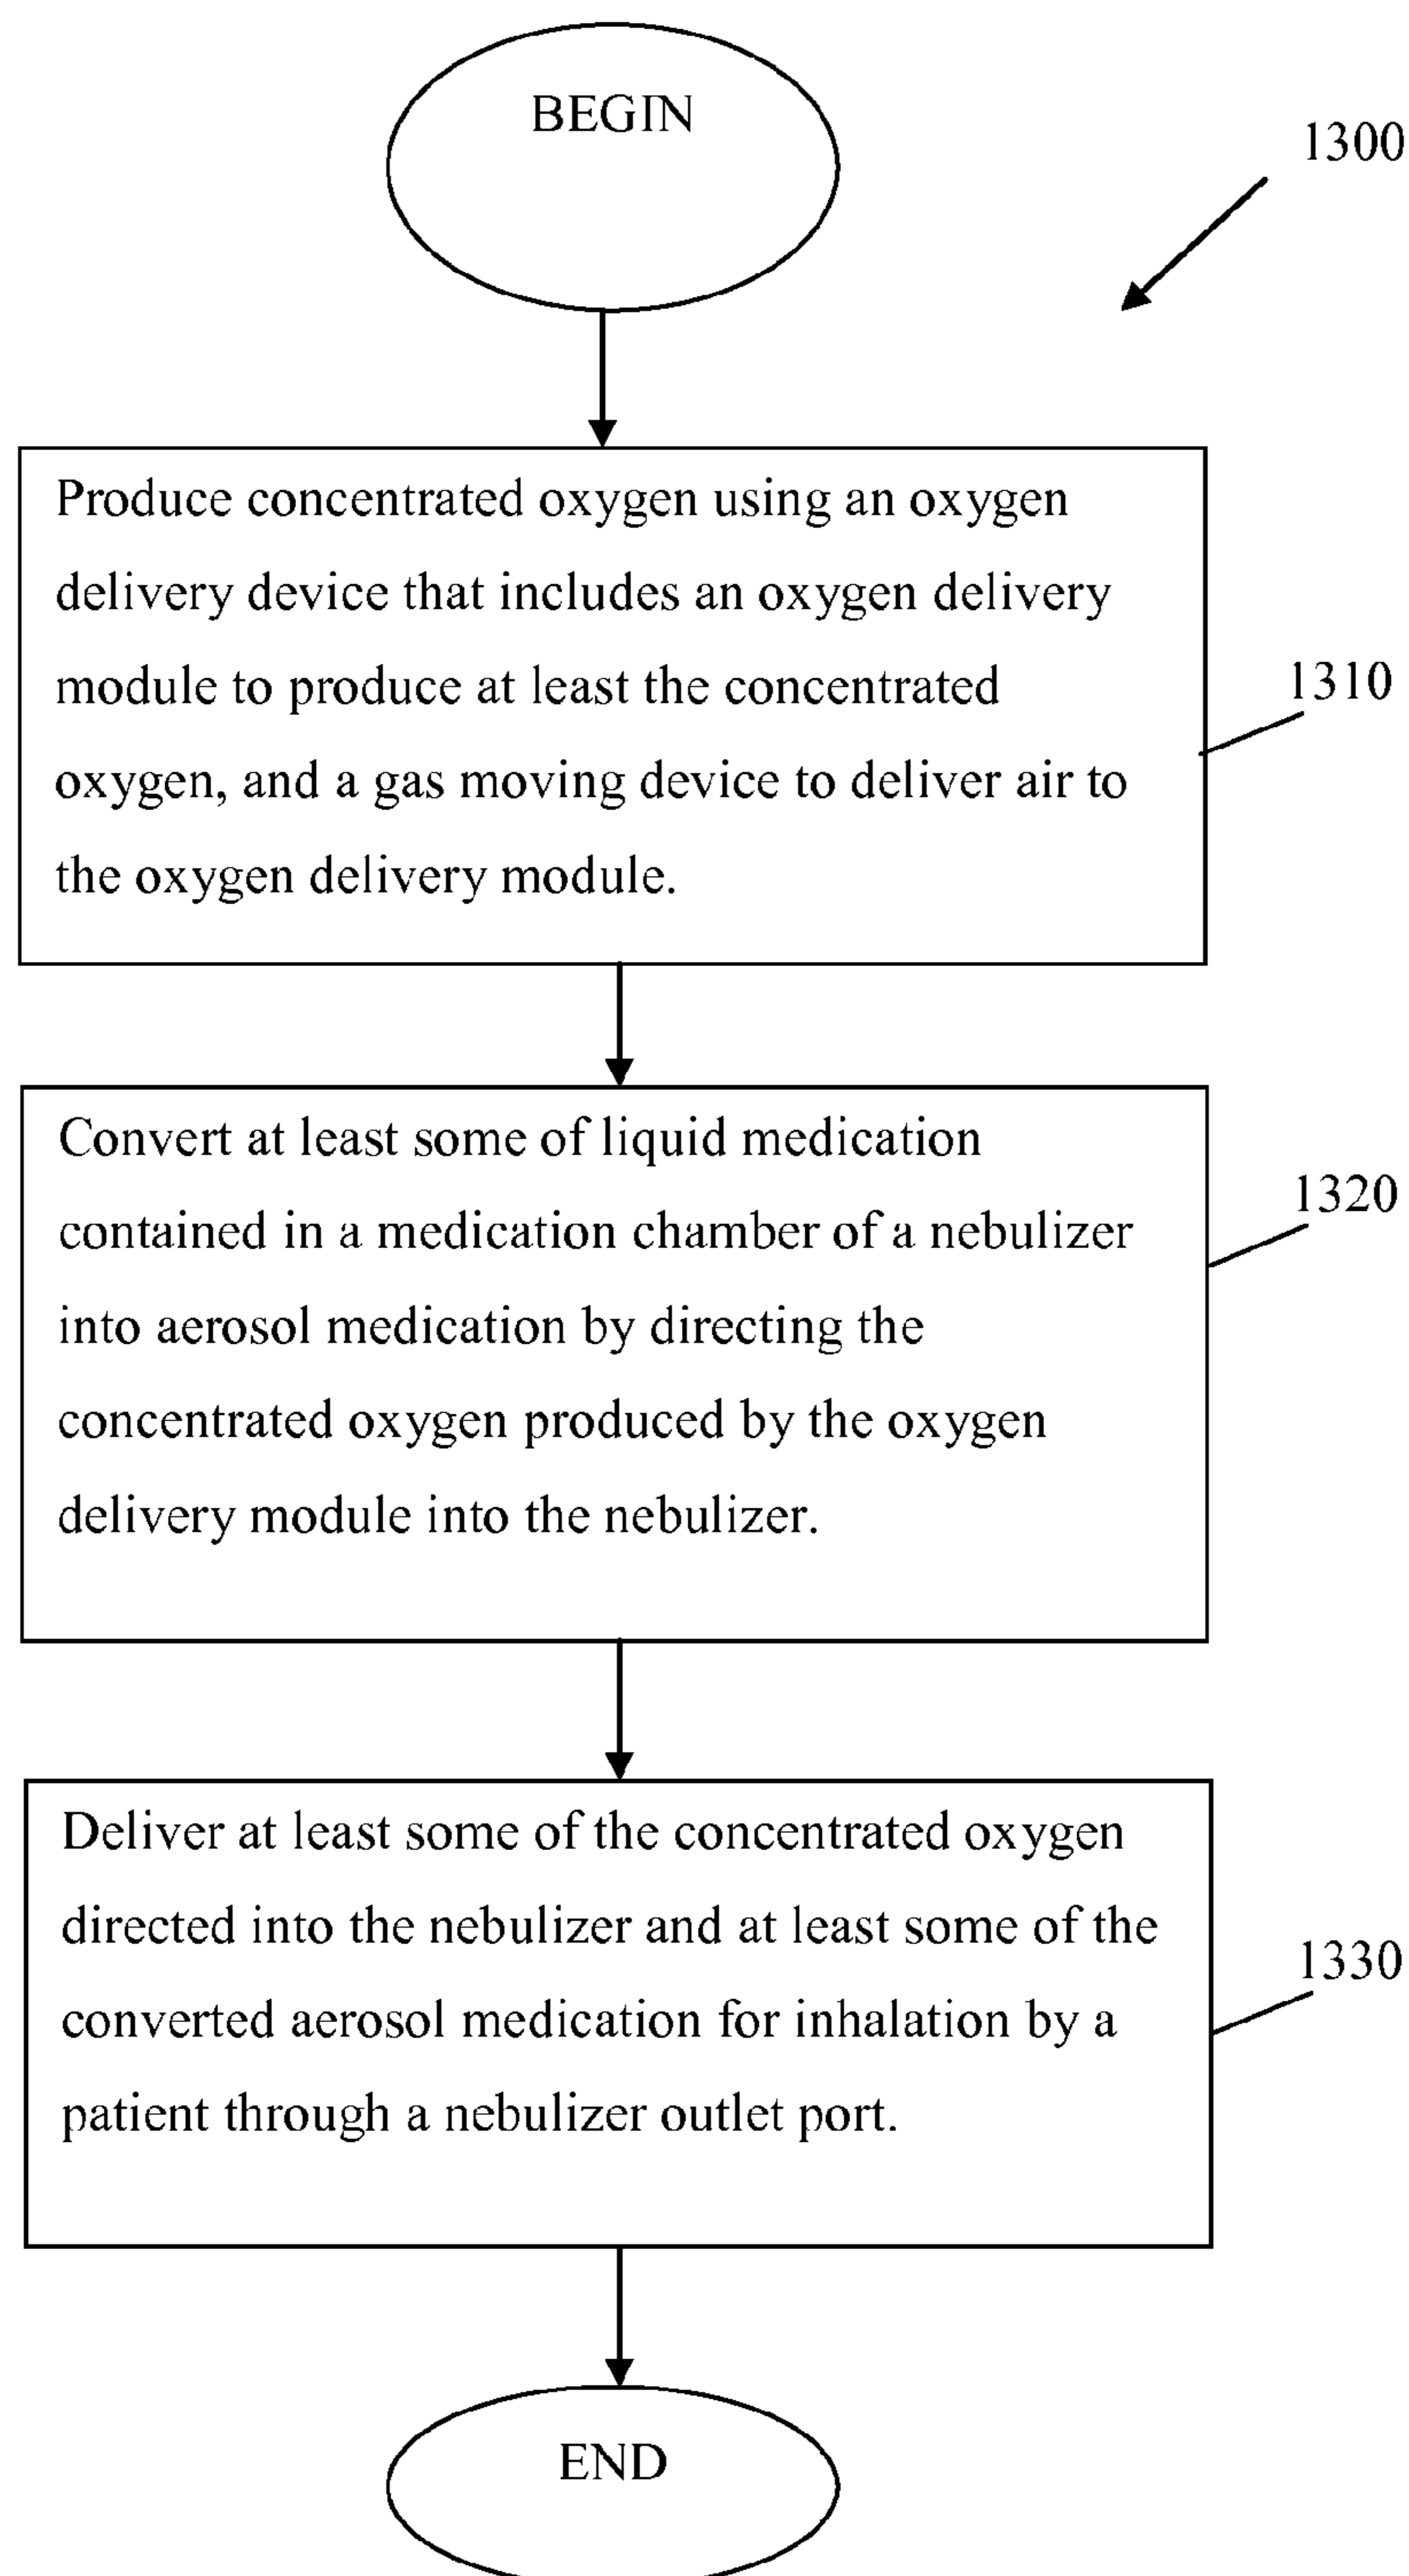 BEGIN
1300
Produce concentrated oxygen using an oxygen
delivery device that includes an oxygen delivery
module to produce at least the concentrated
oxygen, and a gas moving device to deliver air to
the oxygen delivery module.
1310
Convert at least some of liquid medication
contained in a medication chamber of a nebulizer
into aerosol medication by directing the
concentrated oxygen produced by the oxygen
delivery module into the nebulizer.
1320
Deliver at least some of the concentrated oxygen
directed into the nebulizer and at least some of the
converted aerosol medication for inhalation by a
patient through a nebulizer outlet port.
1330
END